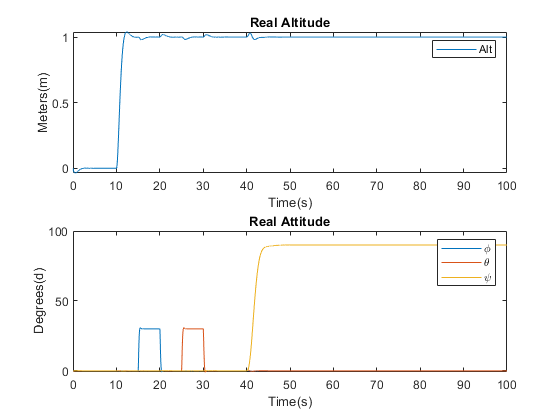 Real Altitude
Meters(m)
1
0.5
0
Alt
0 10 20 30 40 50 60 70 80 90 100
Time(s)
Real Attitude
Degrees(d)
100
50
0
ϕ
θ
ψ
0 10 20 30 40 50 60 70 80 90 100
Time(s)